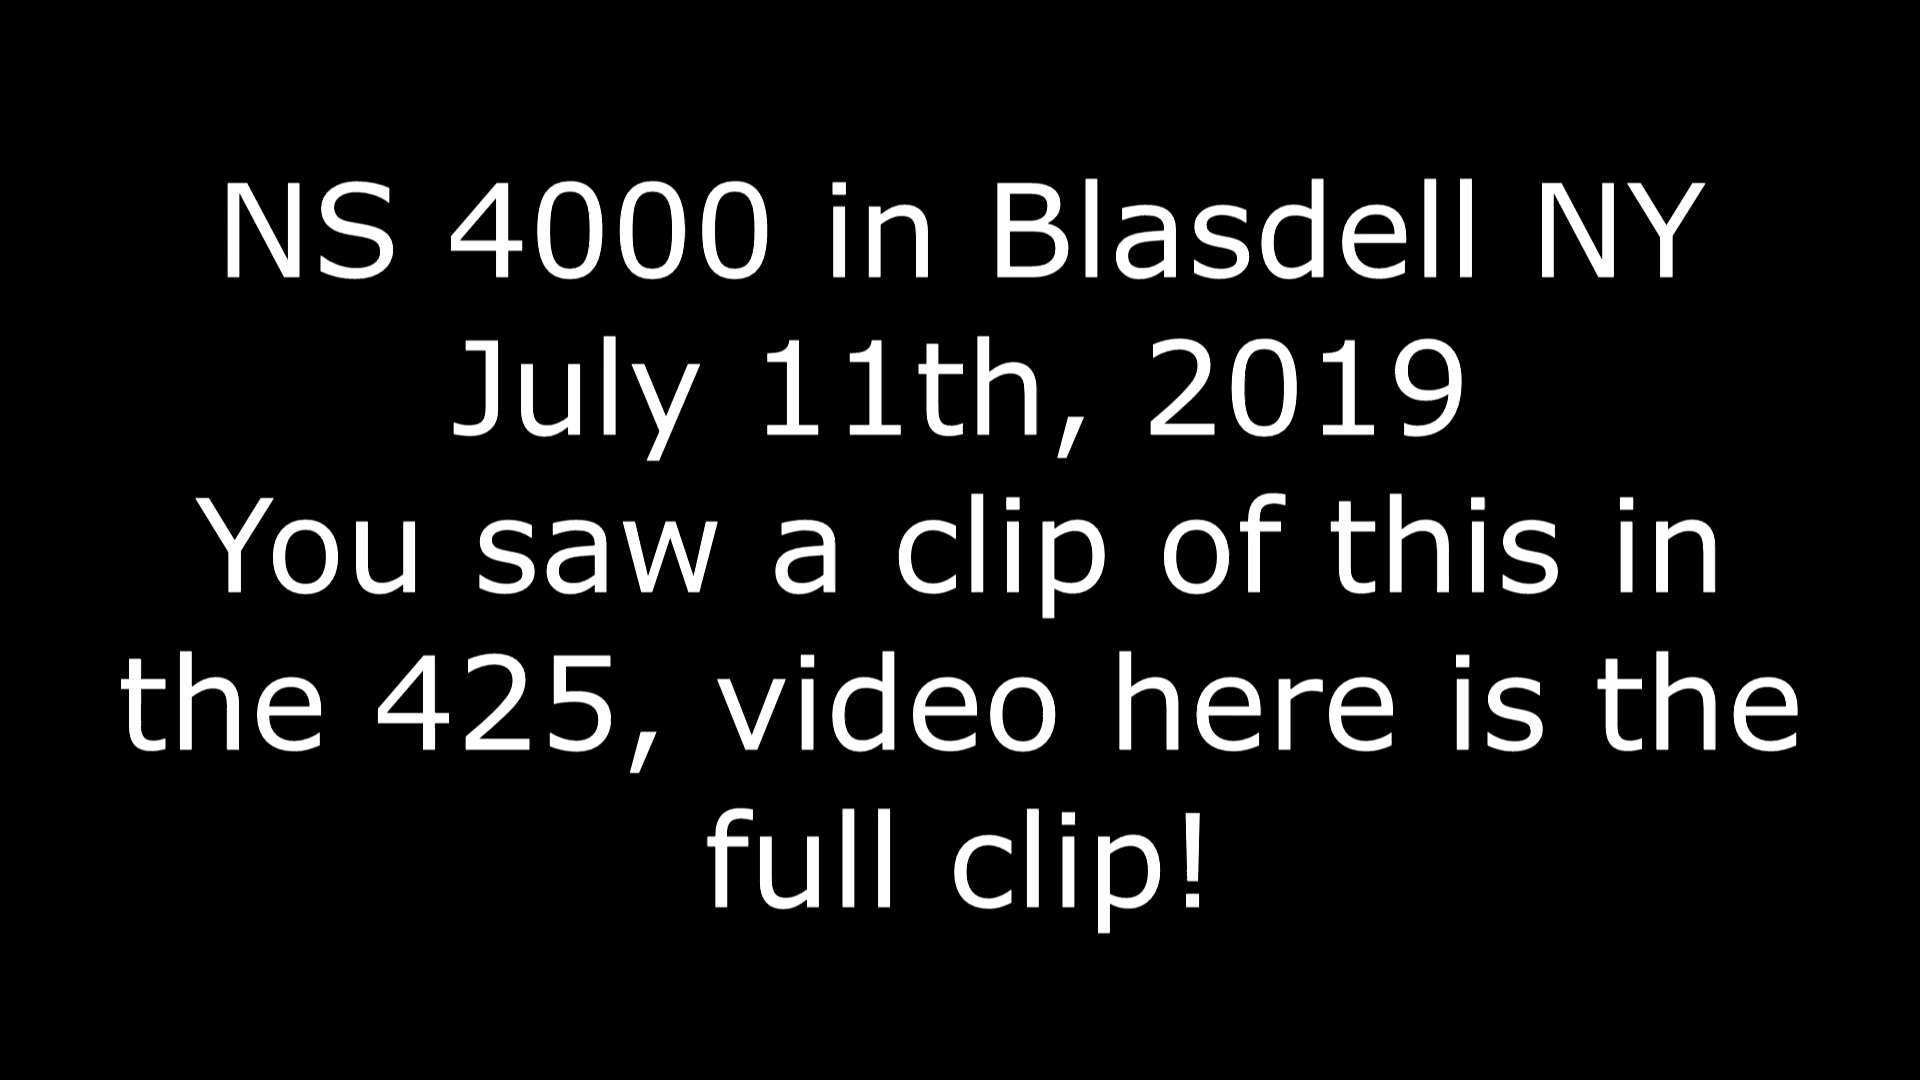 NS 4000 in Blasdell NY
July 11th, 2019
You saw a clip of this in
the 425, video here is the
full clip!